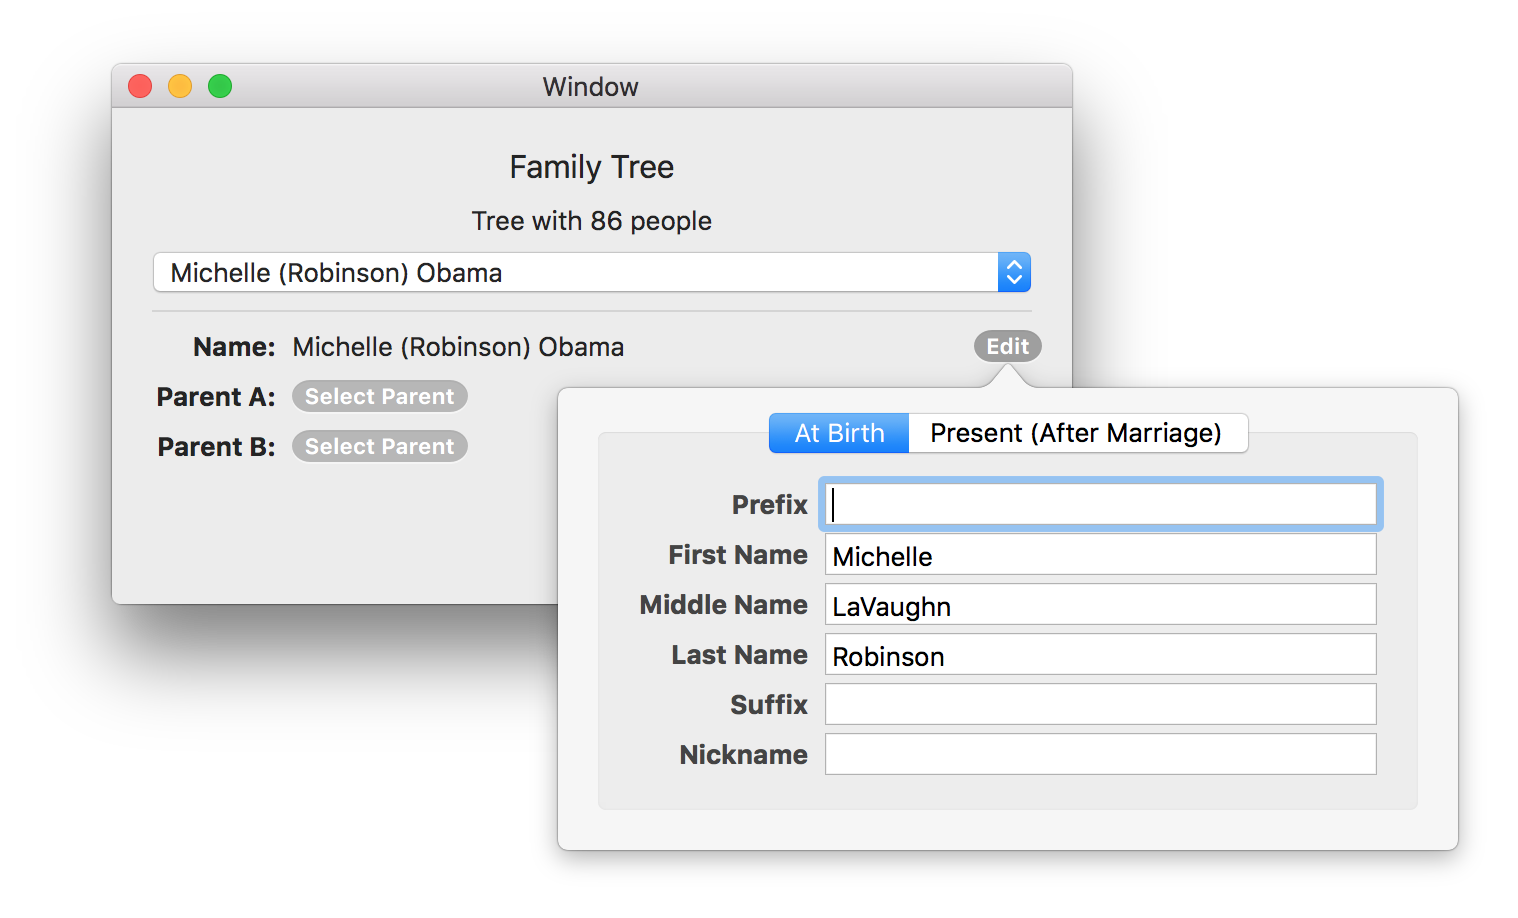 Window
Family Tree
Tree with 86 people
Michelle (Robinson) Obama
Name: Michelle (Robinson) Obama Edit
Parent A: Select Parent
Parent B: Select Parent
At Birth Present (After Marriage)
Prefix
First Name Michelle
Middle Name LaVaughn
Last Name Robinson
Suffix
Nickname